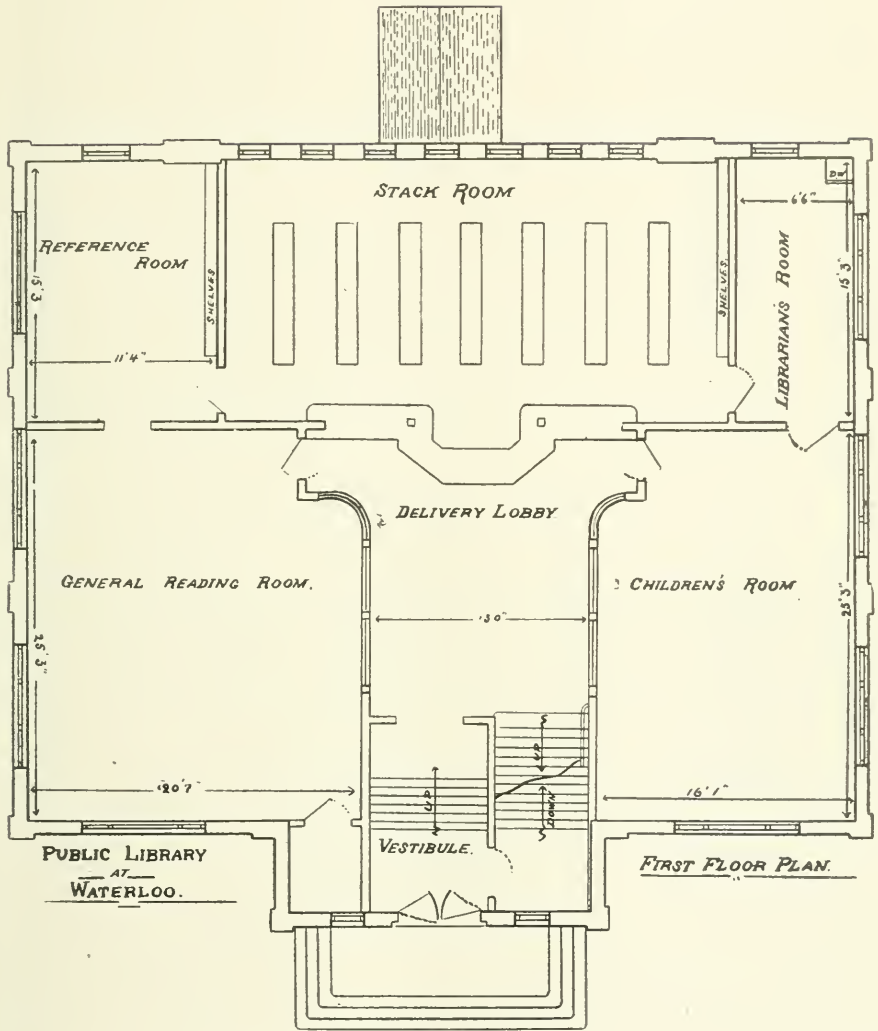 STACK ROOM
DW
6'6"
REFERENCE
ROOM
SHELVES
SHELVES.
LIBRARIAN'S ROOM
15'3
15'3"
11'4"
DELIVERY LOBBY
GENERAL READING ROOM.
CHILDREN'S ROOM
25'3"
25'3"
UP
UP
DOWN
20'7"
16'1"
VESTIBULE.
PUBLIC LIBRARY
AT
WATERLOO.
FIRST FLOOR PLAN.